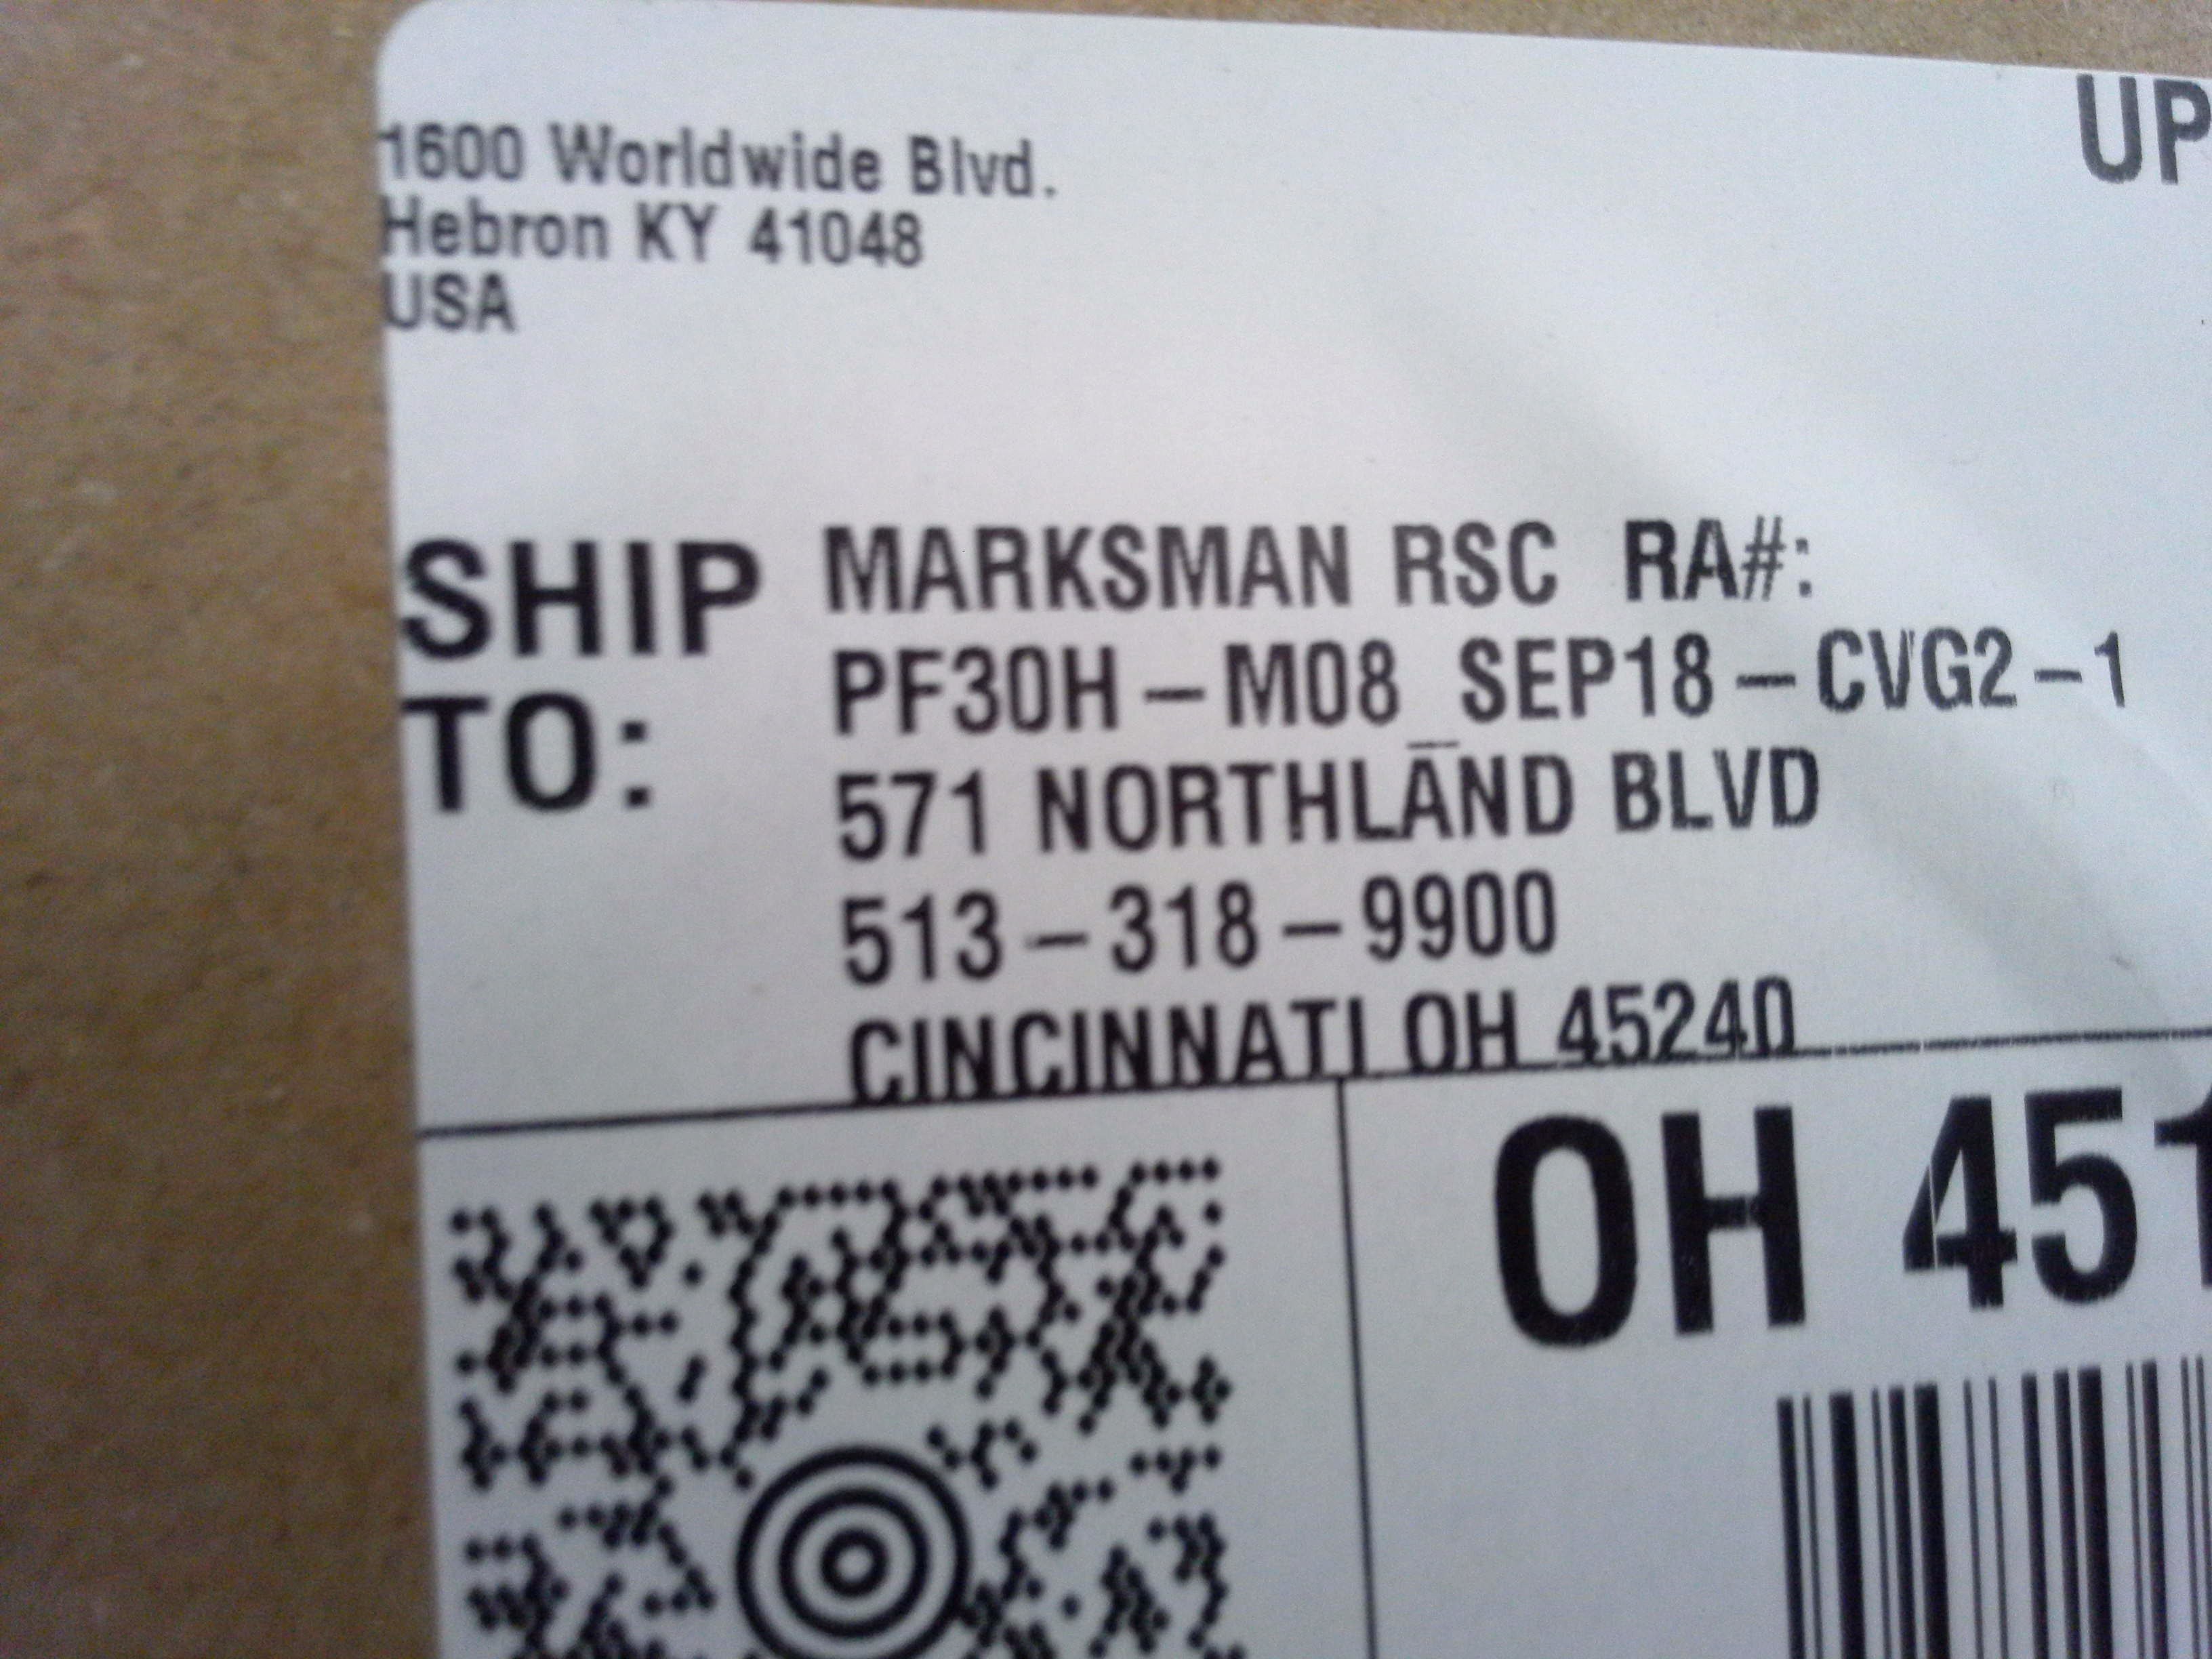 UP
1600 Worldwide Blvd.
Hebron KY 41048
USA
SHIP TO:
MARKSMAN RSC RA#:
PF30H-M08 SEP18-CVG2-1
571 NORTHLAND BLVD
513-318-9900
CINCINNATI OH 45240
OH 451